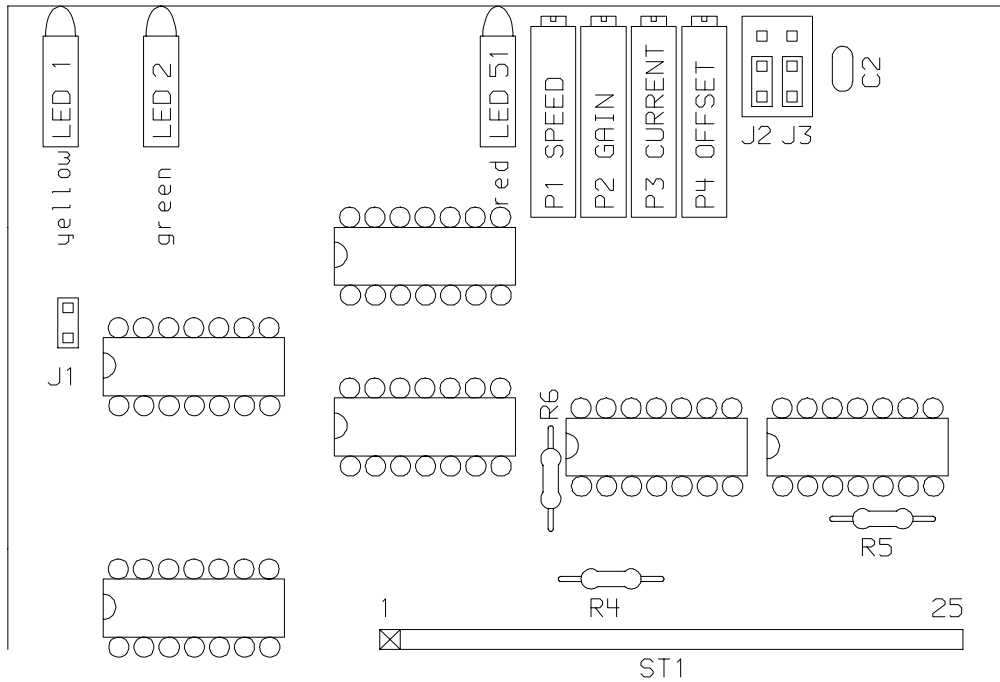 LED 1
yellow
LED 2
green
LED 51
red
P1 SPEED
P2 GAIN
P3 CURRENT
P4 OFFSET
J2 J3
C2
J1
R6
R5
R4
1
25
ST1